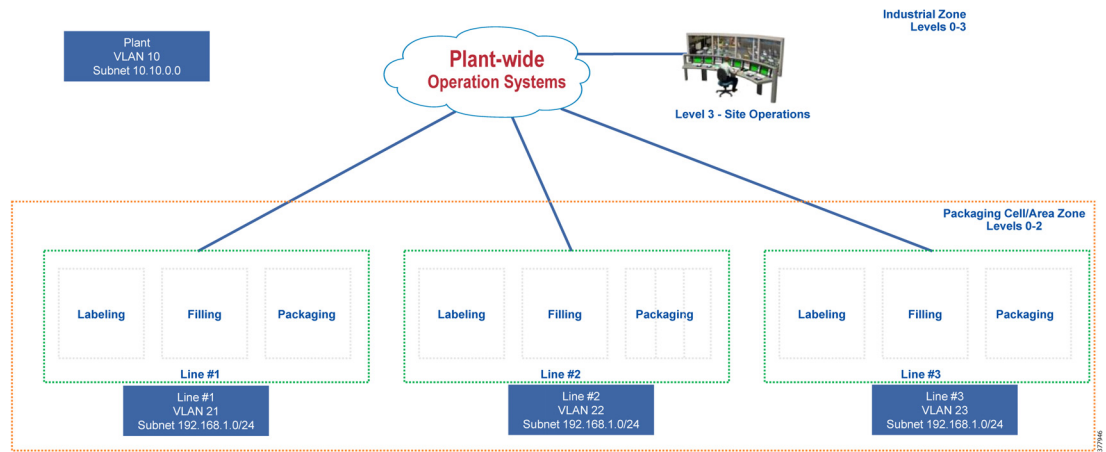 Industrial Zone
Levels 0-3
Plant
VLAN 10
Subnet 10.10.0.0
Plant-wide
Operation Systems
Level 3 - Site Operations
Packaging Cell/Area Zone
Levels 0-2
Labeling
Filling
Packaging
Line #1
Labeling
Filling
Packaging
Line #2
Labeling
Filling
Packaging
Line #3
Line #1
VLAN 21
Subnet 192.168.1.0/24
Line #2
VLAN 22
Subnet 192.168.1.0/24
Line #3
VLAN 23
Subnet 192.168.1.0/24
377946